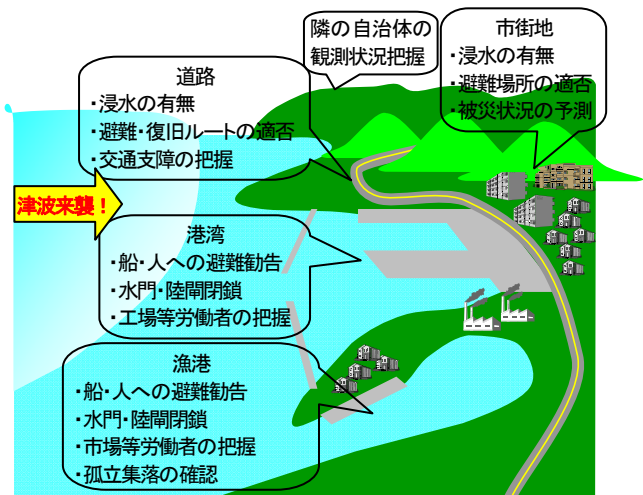 隣の自治体の
観測状況把握
市街地
・浸水の有無
・避難場所の適否
・被災状況の予測
道路
・浸水の有無
・避難・復旧ルートの適否
・交通支障の把握
津波来襲！
港湾
・船・人への避難勧告
・水門・陸閘閉鎖
・工場等労働者の把握
漁港
・船・人への避難勧告
・水門・陸閘閉鎖
・市場等労働者の把握
・孤立集落の確認